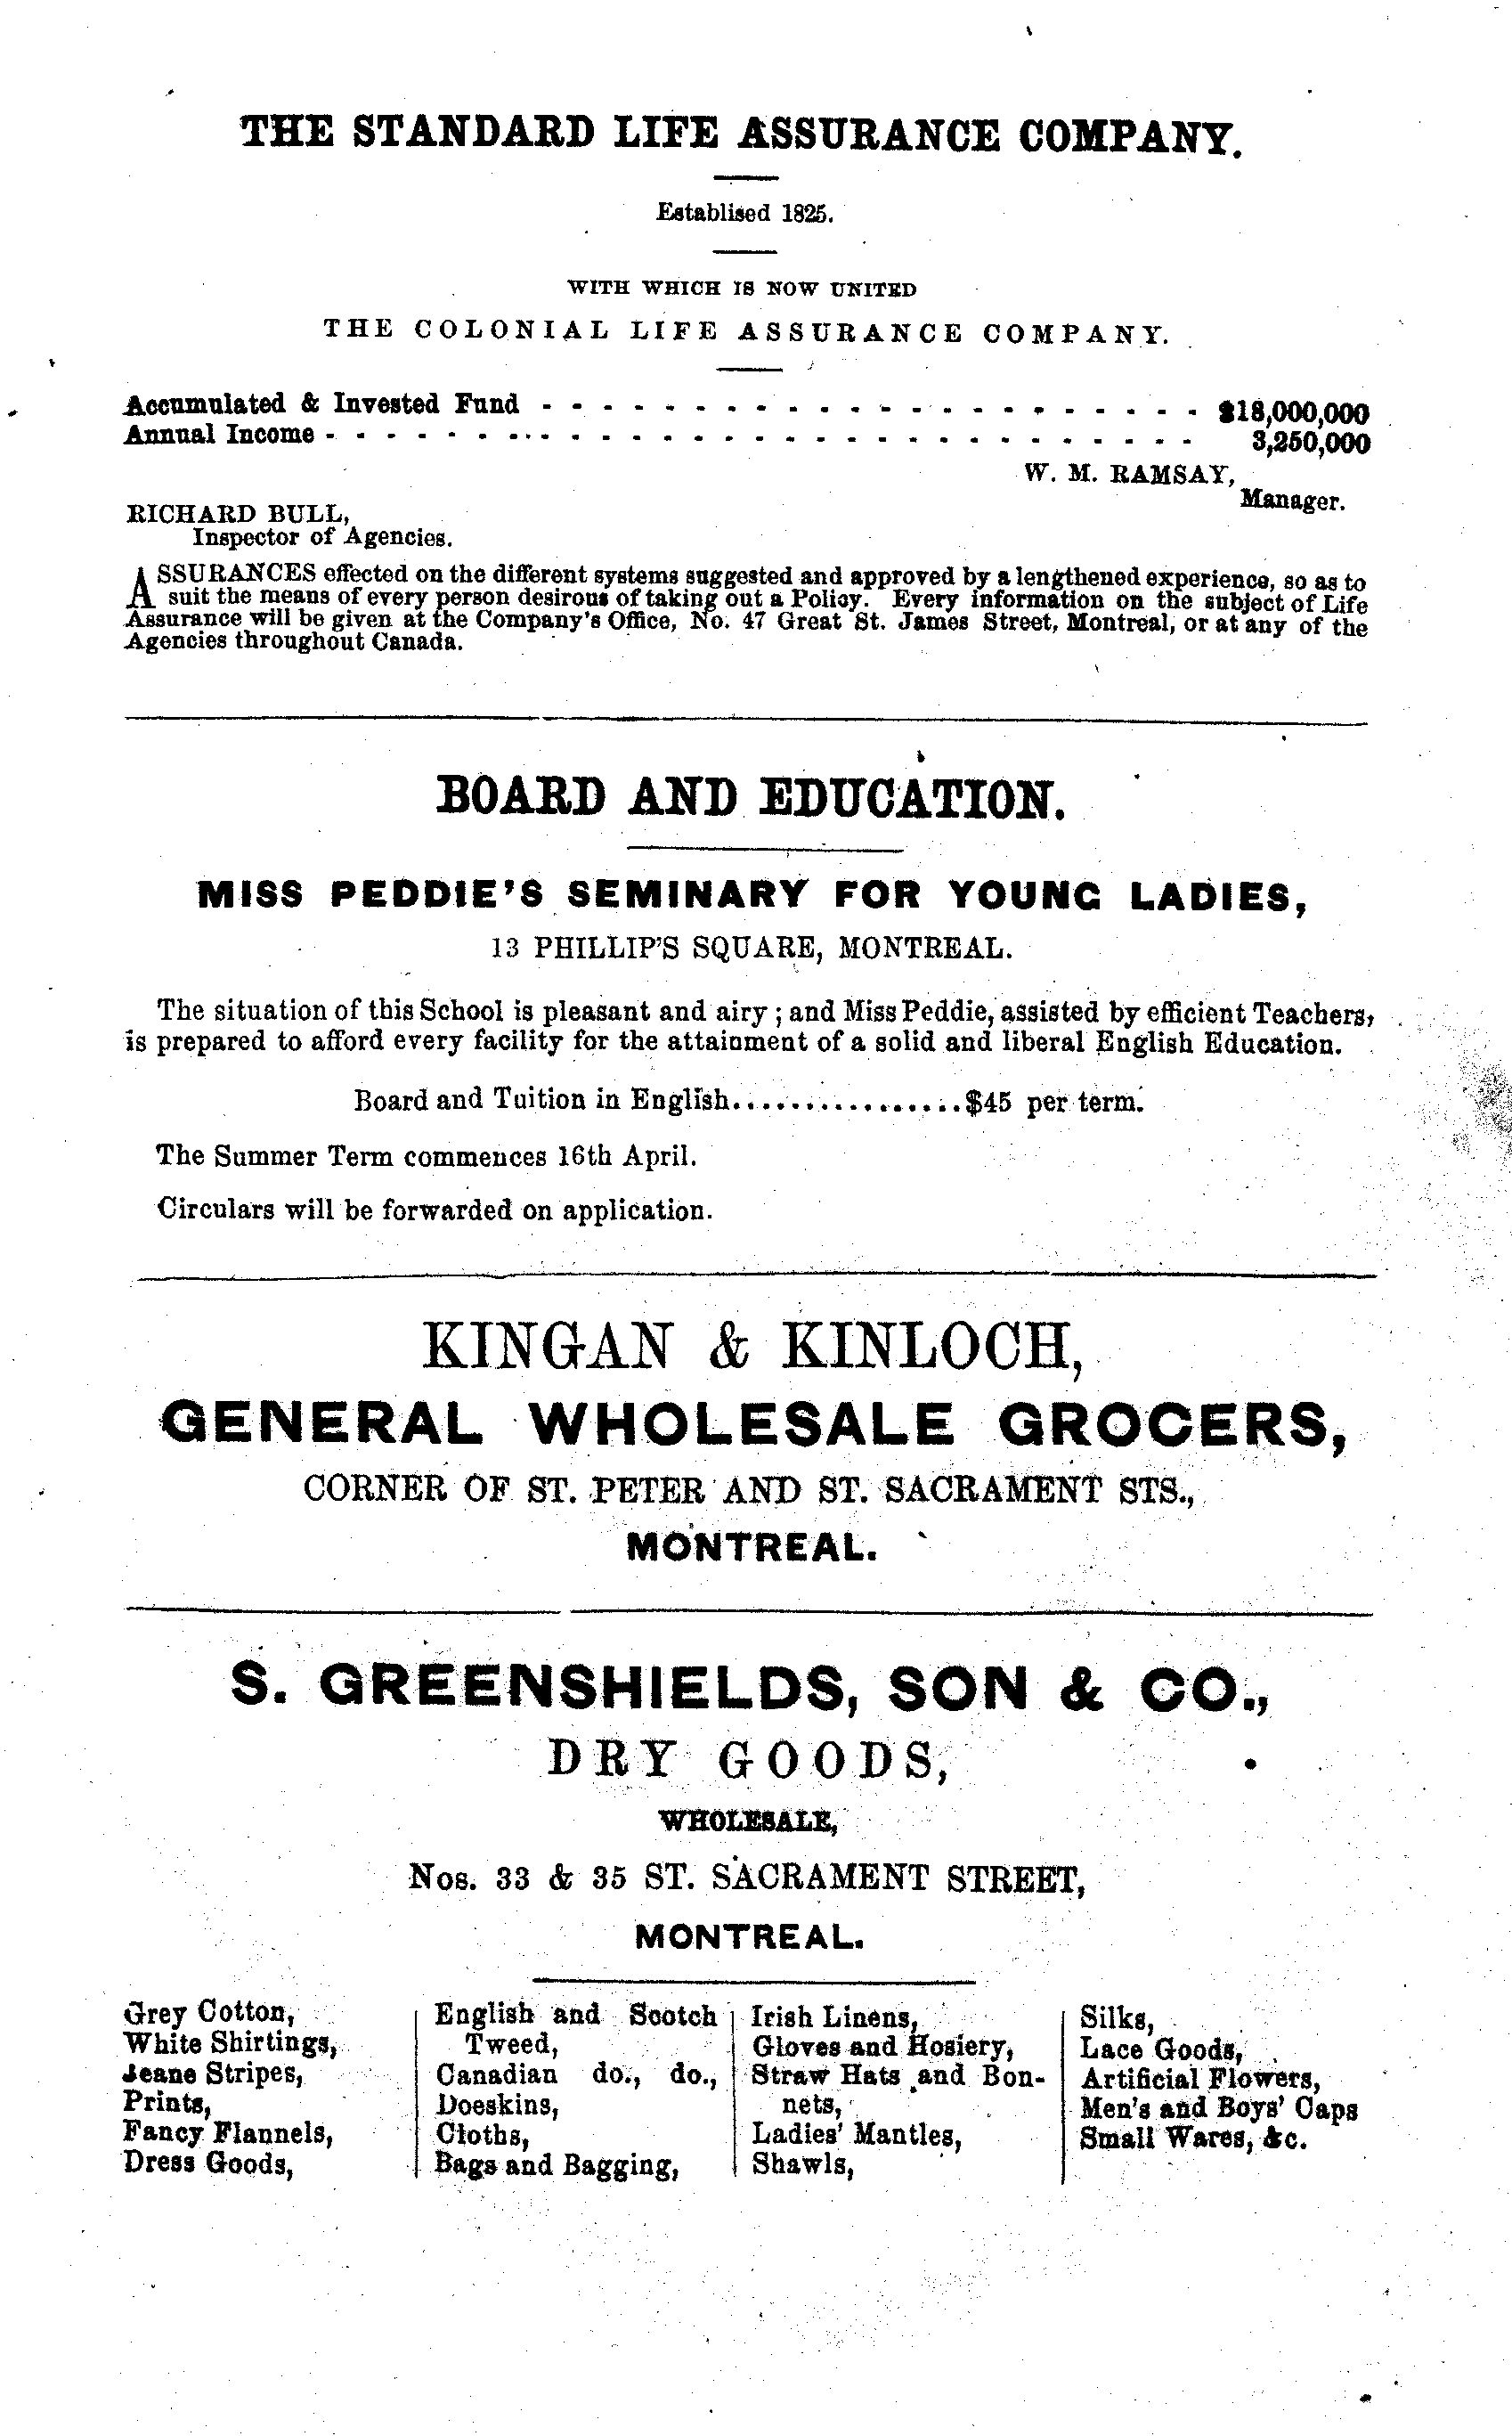 THE STANDARD LIFE ASSURANCE COMPANY.
Establised 1825.
WITH WHICH IS NOW UNITED
THE COLONIAL LIFE ASSURANCE COMPANY.
Accumulated & Invested Fund - - - - - - - - - - - - - - - - - - - - - - $18,000,000
Annual Income - - - - - - - - - - - - - - - - - - - - - - - - - - - - - 3,250,000
W. M. RAMSAY,
Manager.
RICHARD BULL,
Inspector of Agencies.
ASSURANCES effected on the different systems suggested and approved by a lengthened experience, so as to
suit the means of every person desirous of taking out a Policy. Every information on the subject of Life
Assurance will be given at the Company's Office, No. 47 Great St. James Street, Montreal, or at any of the
Agencies throughout Canada.
BOARD AND EDUCATION.
MISS PEDDIE'S SEMINARY FOR YOUNG LADIES,
13 PHILLIP'S SQUARE, MONTREAL.
The situation of this School is pleasant and airy; and Miss Peddie, assisted by efficient Teachers,
is prepared to afford every facility for the attainment of a solid and liberal English Education.
Board and Tuition in English................$45 per term.
The Summer Term commences 16th April.
Circulars will be forwarded on application.
KINGAN & KINLOCH,
GENERAL WHOLESALE GROCERS,
CORNER OF ST. PETER AND ST. SACRAMENT STS.,
MONTREAL.
S. GREENSHIELDS, SON & CO.,
DRY GOODS,
WHOLESALE,
Nos. 33 & 35 ST. SACRAMENT STREET,
MONTREAL.
Grey Cotton,
White Shirtings,
Jeane Stripes,
Prints,
Fancy Flannels,
Dress Goods,
English and Scotch
Tweed,
Canadian do., do.,
Doeskins,
Cloths,
Bags and Bagging,
Irish Linens,
Gloves and Hosiery,
Straw Hats and Bon-
nets,
Ladies' Mantles,
Shawls,
Silks,
Lace Goods,
Artificial Flowers,
Men's and Boys' Caps
Small Wares, &c.